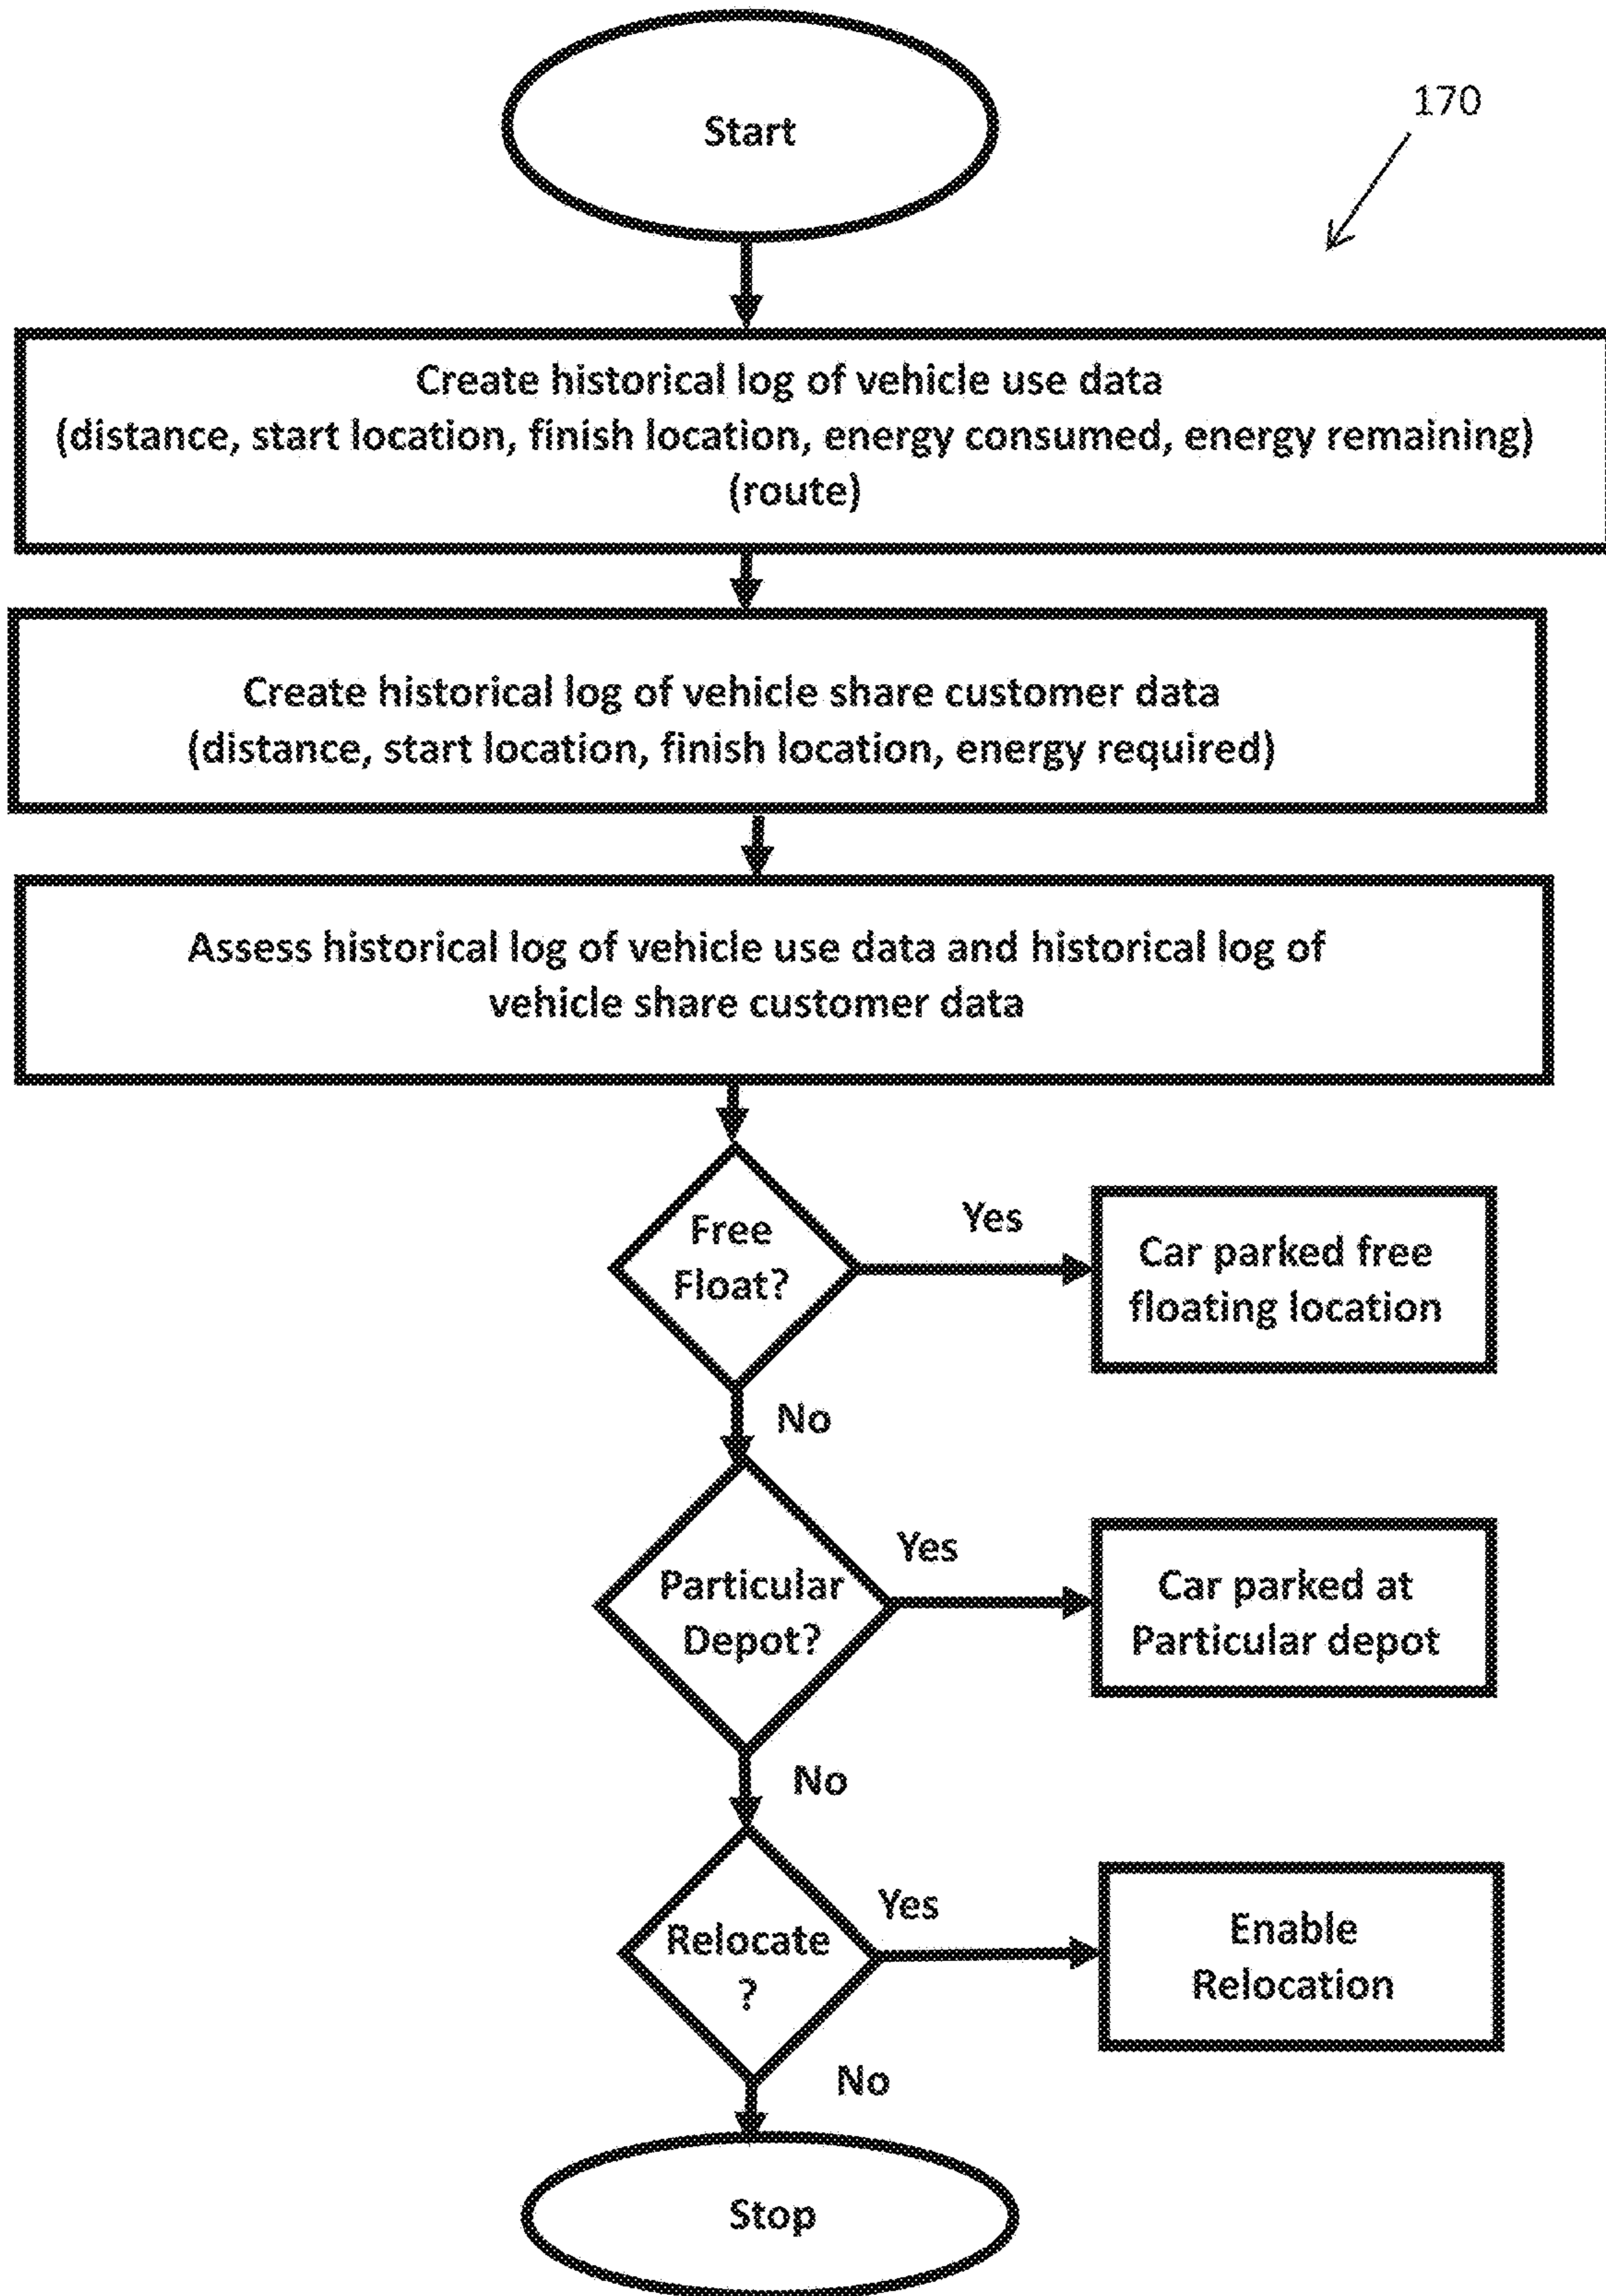 Start
170
Create historical log of vehicle use data
(distance, start location, finish location, energy consumed, energy remaining)
(route)
Create historical log of vehicle share customer data
(distance, start location, finish location, energy required)
Assess historical log of vehicle use data and historical log of
vehicle share customer data
Free
Float?
Yes
Car parked free
floating location
No
Particular
Depot?
Yes
Car parked at
Particular depot
No
Relocate
?
Yes
Enable
Relocation
No
Stop